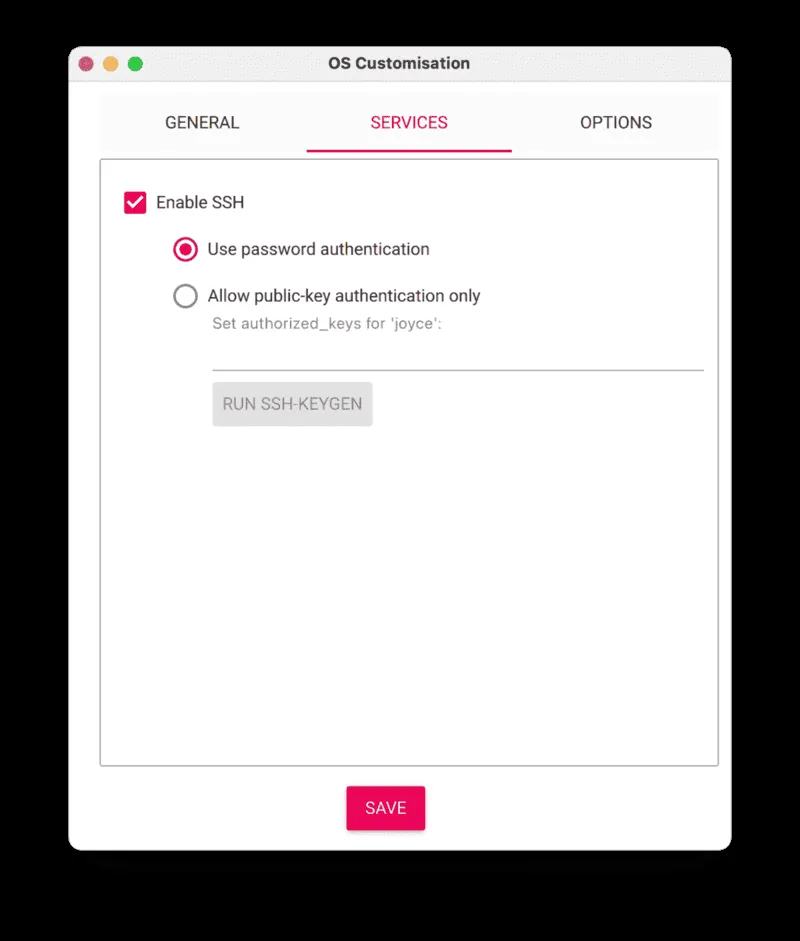 OS Customisation
GENERAL
SERVICES
OPTIONS
Enable SSH
Use password authentication
Allow public-key authentication only
Set authorized_keys for 'joyce':
RUN SSH-KEYGEN
SAVE